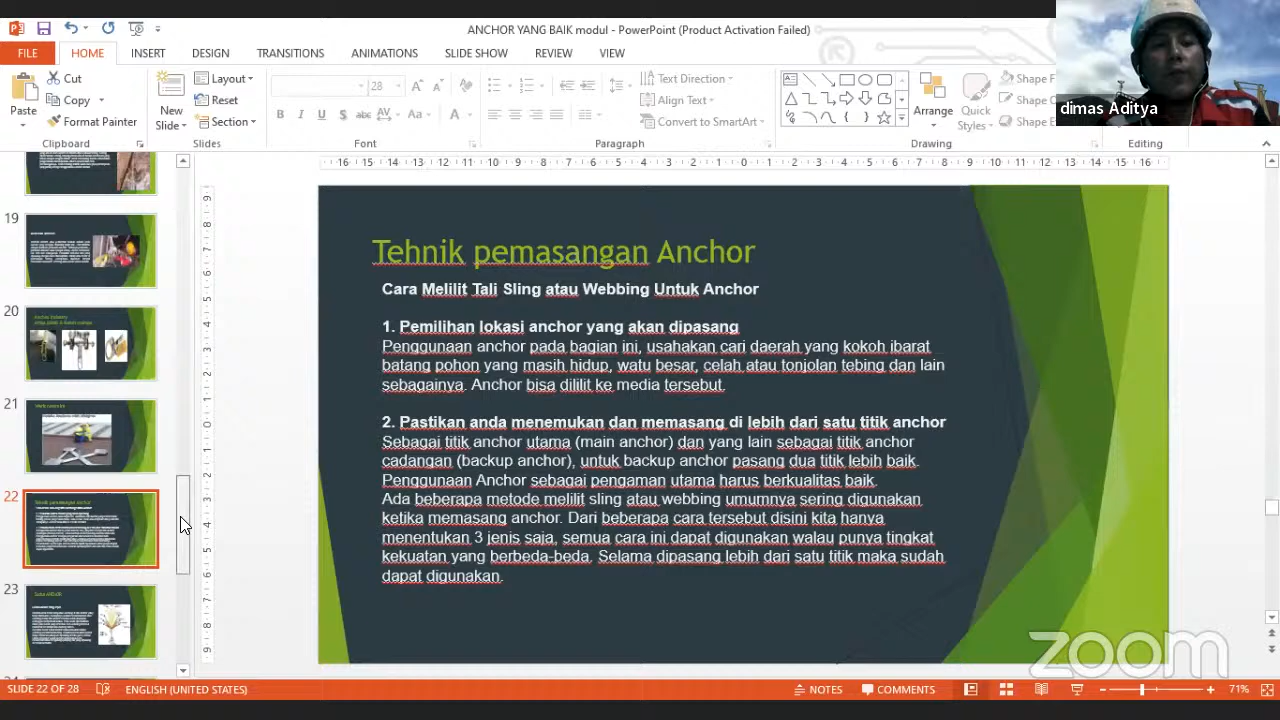 ANCHOR YANG BAIK modul - PowerPoint (Product Activation Failed)
FILE HOME INSERT DESIGN TRANSITIONS ANIMATIONS SLIDE SHOW REVIEW VIEW
Paste
Cut
Copy
Format Painter
Clipboard
New
Slide
Layout
Reset
Section
Slides
28
Font
Text Direction
Align Text
Convert to SmartArt
Paragraph
Arrange
Quick
Styles
Shape F
Shape O
Shape E
Drawing
Editing
dimas Aditya
19
20
21
22
23
Tehnik pemasangan Anchor
Cara Melilit Tali Sling atau Webbing Untuk Anchor
1. Pemilihan lokasi anchor yang akan dipasang
Penggunaan anchor pada bagian ini, usahakan cari daerah yang kokoh ibarat
batang pohon yang masih hidup, watu besar, celah atau tonjolan tebing dan lain
sebagainya. Anchor bisa dililit ke media tersebut.
2. Pastikan anda menemukan dan memasang di lebih dari satu titik anchor
Sebagai titik anchor utama (main anchor) dan yang lain sebagai titik anchor
cadangan (backup anchor), untuk backup anchor pasang dua titik lebih baik.
Penggunaan Anchor sebagai pengaman utama harus berkualitas baik.
Ada beberapa metode melilit sling atau webbing umumnya sering digunakan
ketika memasang anchor. Dari beberapa cara tersebut disini kita hanya
menentukan 3 jenis saja, semua cara ini dapat digunakan walau punya tingkat
kekuatan yang berbeda-beda. Selama dipasang lebih dari satu titik maka sudah
dapat digunakan.
zoom
SLIDE 22 OF 28 ENGLISH (UNITED STATES) NOTES COMMENTS 71%